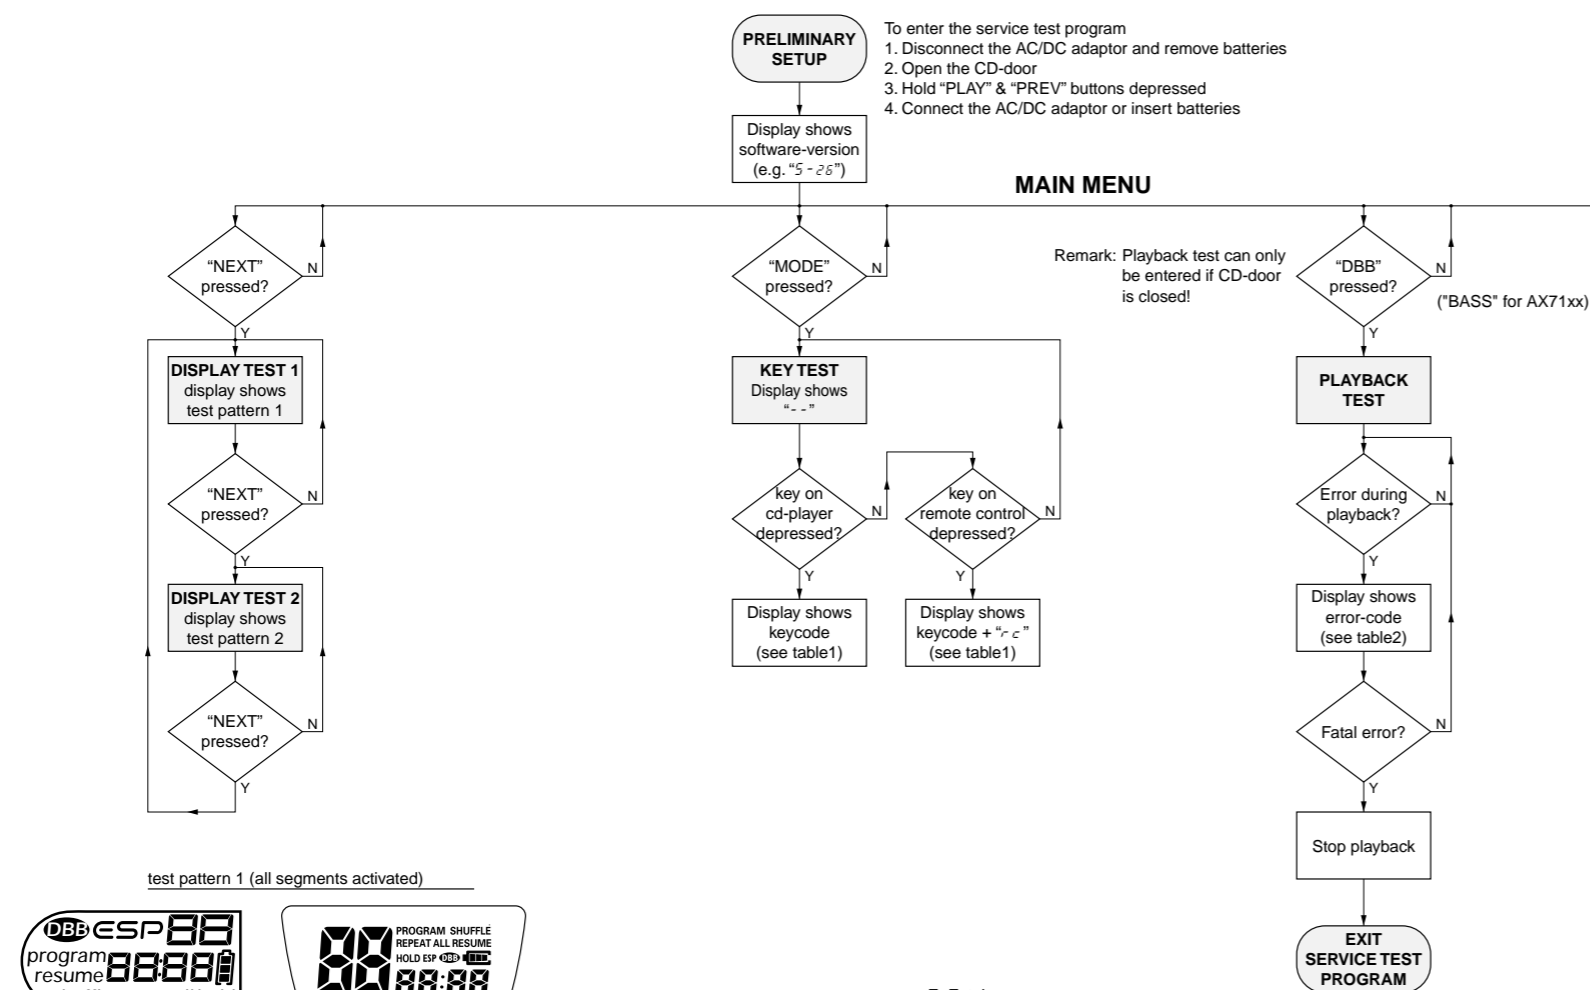 PRELIMINARY
SETUP
To enter the service test program
1. Disconnect the AC/DC adaptor and remove batteries
2. Open the CD-door
3. Hold “PLAY” & “PREV” buttons depressed
4. Connect the AC/DC adaptor or insert batteries
Display shows
software-version
(e.g. “5-26”)
MAIN MENU
“NEXT”
pressed?
N
Y
DISPLAY TEST 1
display shows
test pattern 1
“NEXT”
pressed?
N
Y
DISPLAY TEST 2
display shows
test pattern 2
“NEXT”
pressed?
N
Y
“MODE”
pressed?
N
Y
KEY TEST
Display shows
“--”
key on
cd-player
depressed?
N
Y
Display shows
keycode
(see table1)
key on
remote control
depressed?
N
Y
Display shows
keycode + “rc”
(see table1)
Remark: Playback test can only
be entered if CD-door
is closed!
“DBB”
pressed?
N
Y
("BASS" for AX71xx)
PLAYBACK
TEST
Error during
playback?
N
Y
Display shows
error-code
(see table2)
Fatal error?
N
Y
Stop playback
EXIT
SERVICE TEST
PROGRAM
test pattern 1 (all segments activated)
DBB ESP 88
program
resume 88:88
88
PROGRAM SHUFFLE
REPEAT ALL RESUME
HOLD ESP DBB
88:88